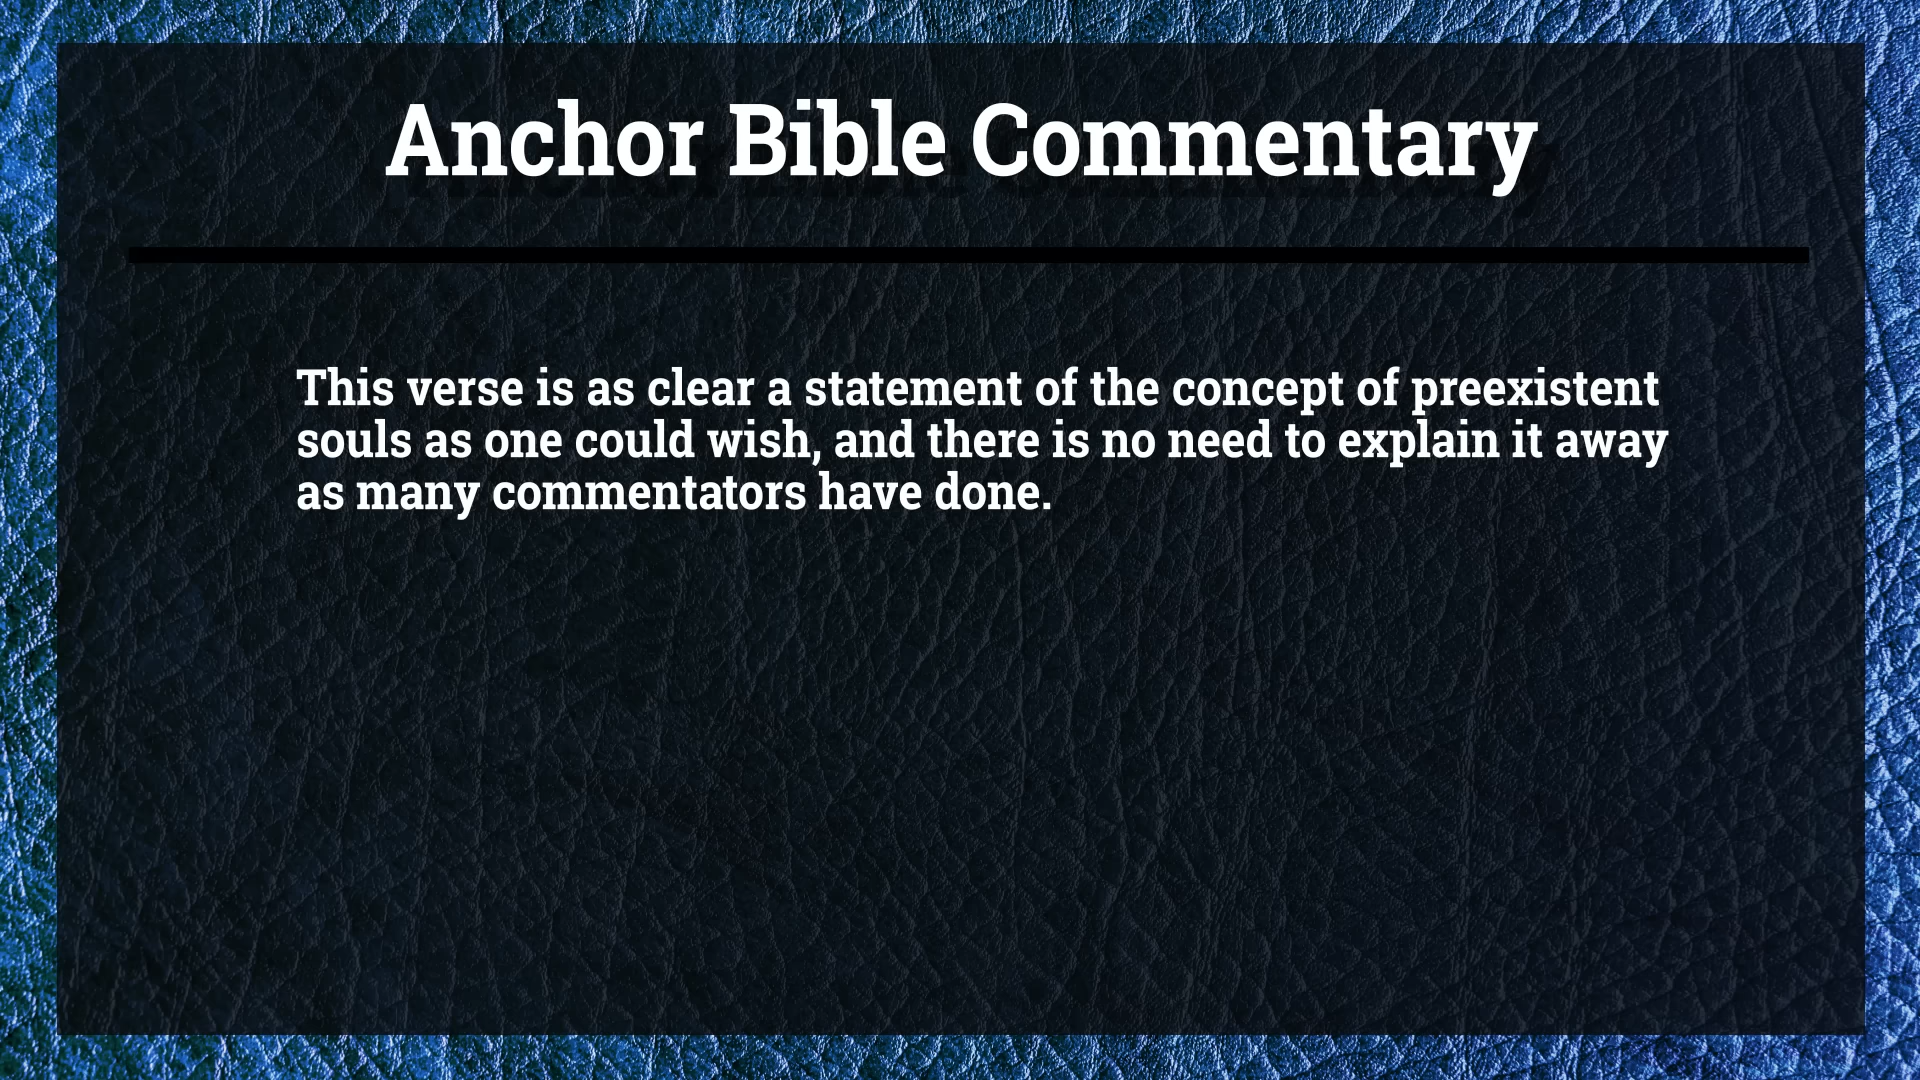 Anchor Bible Commentary
This verse is as clear a statement of the concept of preexistent
souls as one could wish, and there is no need to explain it away
as many commentators have done.